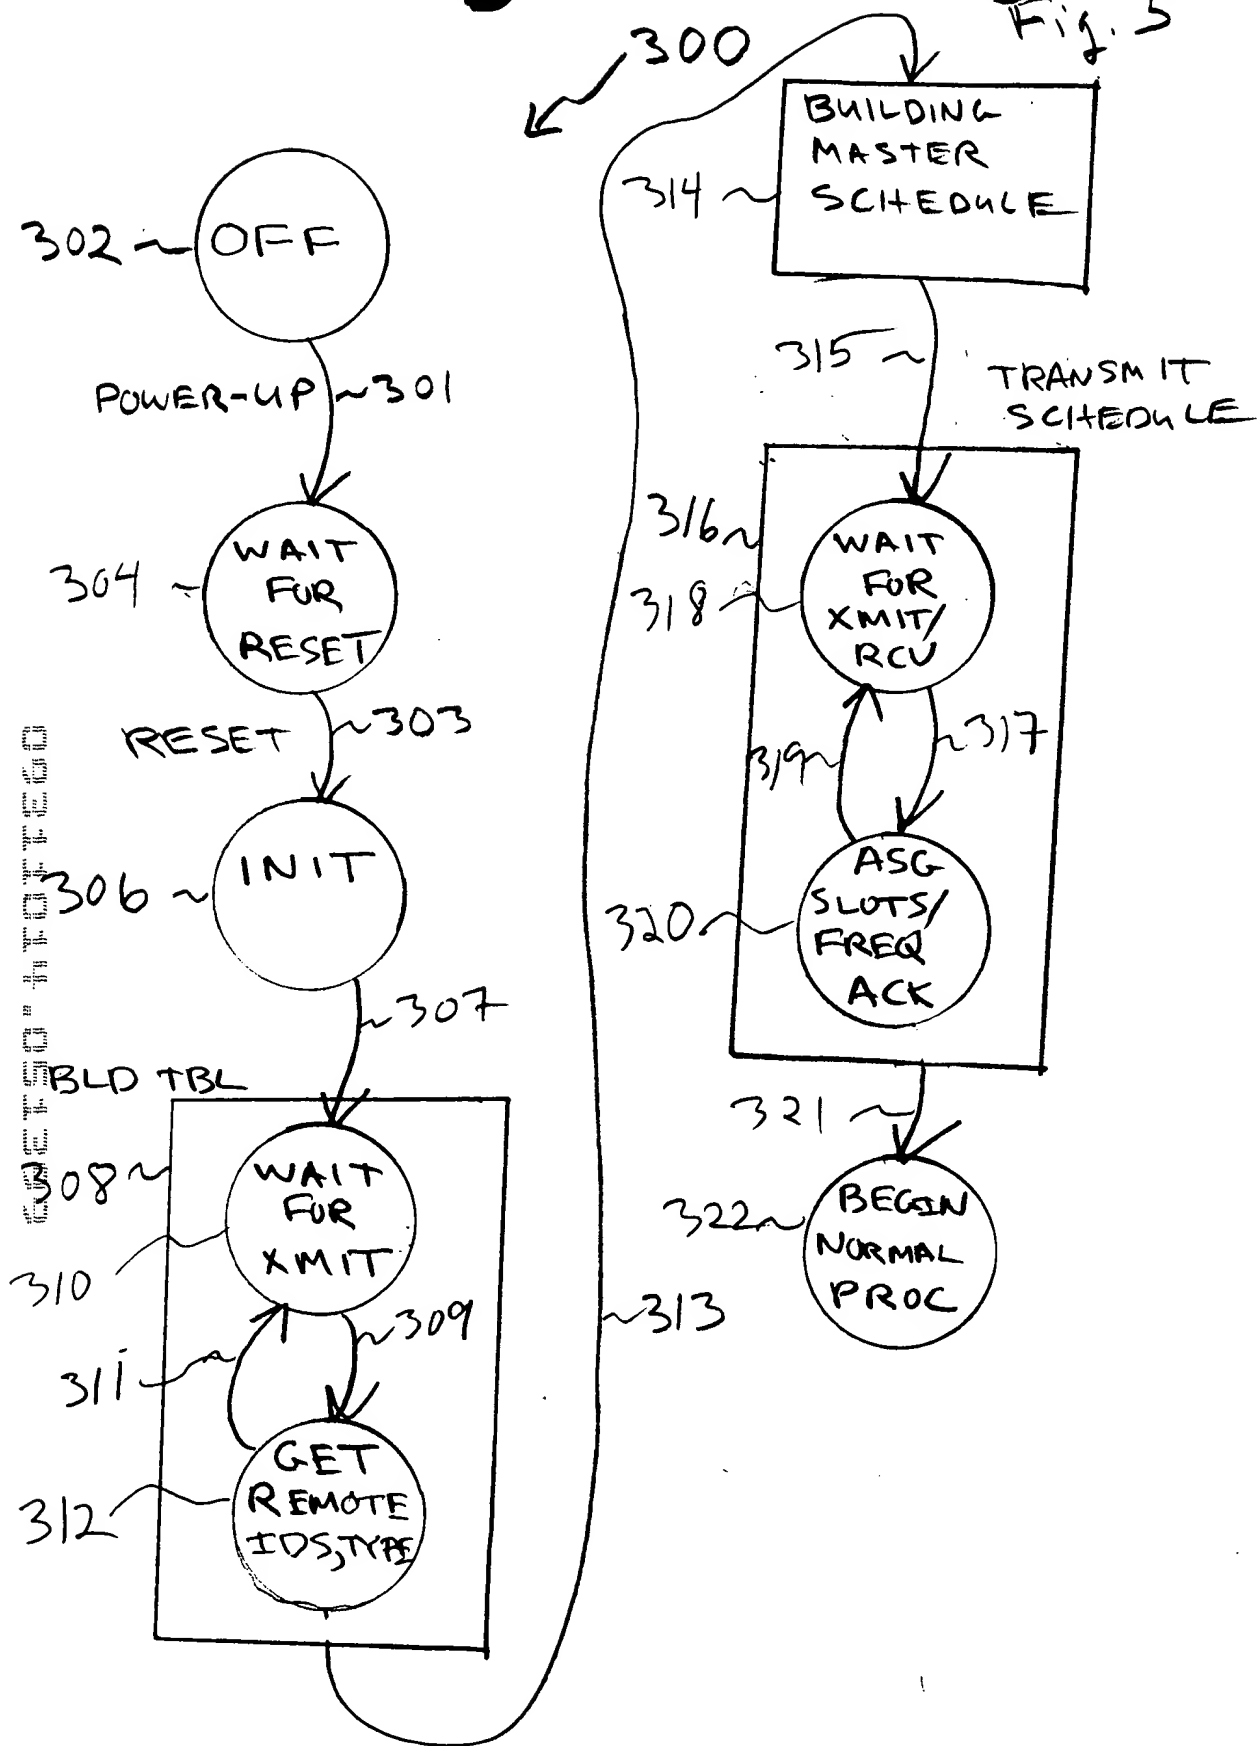 Fig. 5
300
302
OFF
POWER-UP
301
304
WAIT
FOR
RESET
RESET
303
306
INIT
307
BLD TBL
308
310
WAIT
FOR
XMIT
309
311
312
GET
REMOTE
IDS,TYPE
313
314
BUILDING
MASTER
SCHEDULE
315
TRANSMIT
SCHEDULE
316
318
WAIT
FOR
XMIT/
RCV
319
317
320
ASG
SLOTS/
FREQ
ACK
321
322
BEGIN
NORMAL
PROC